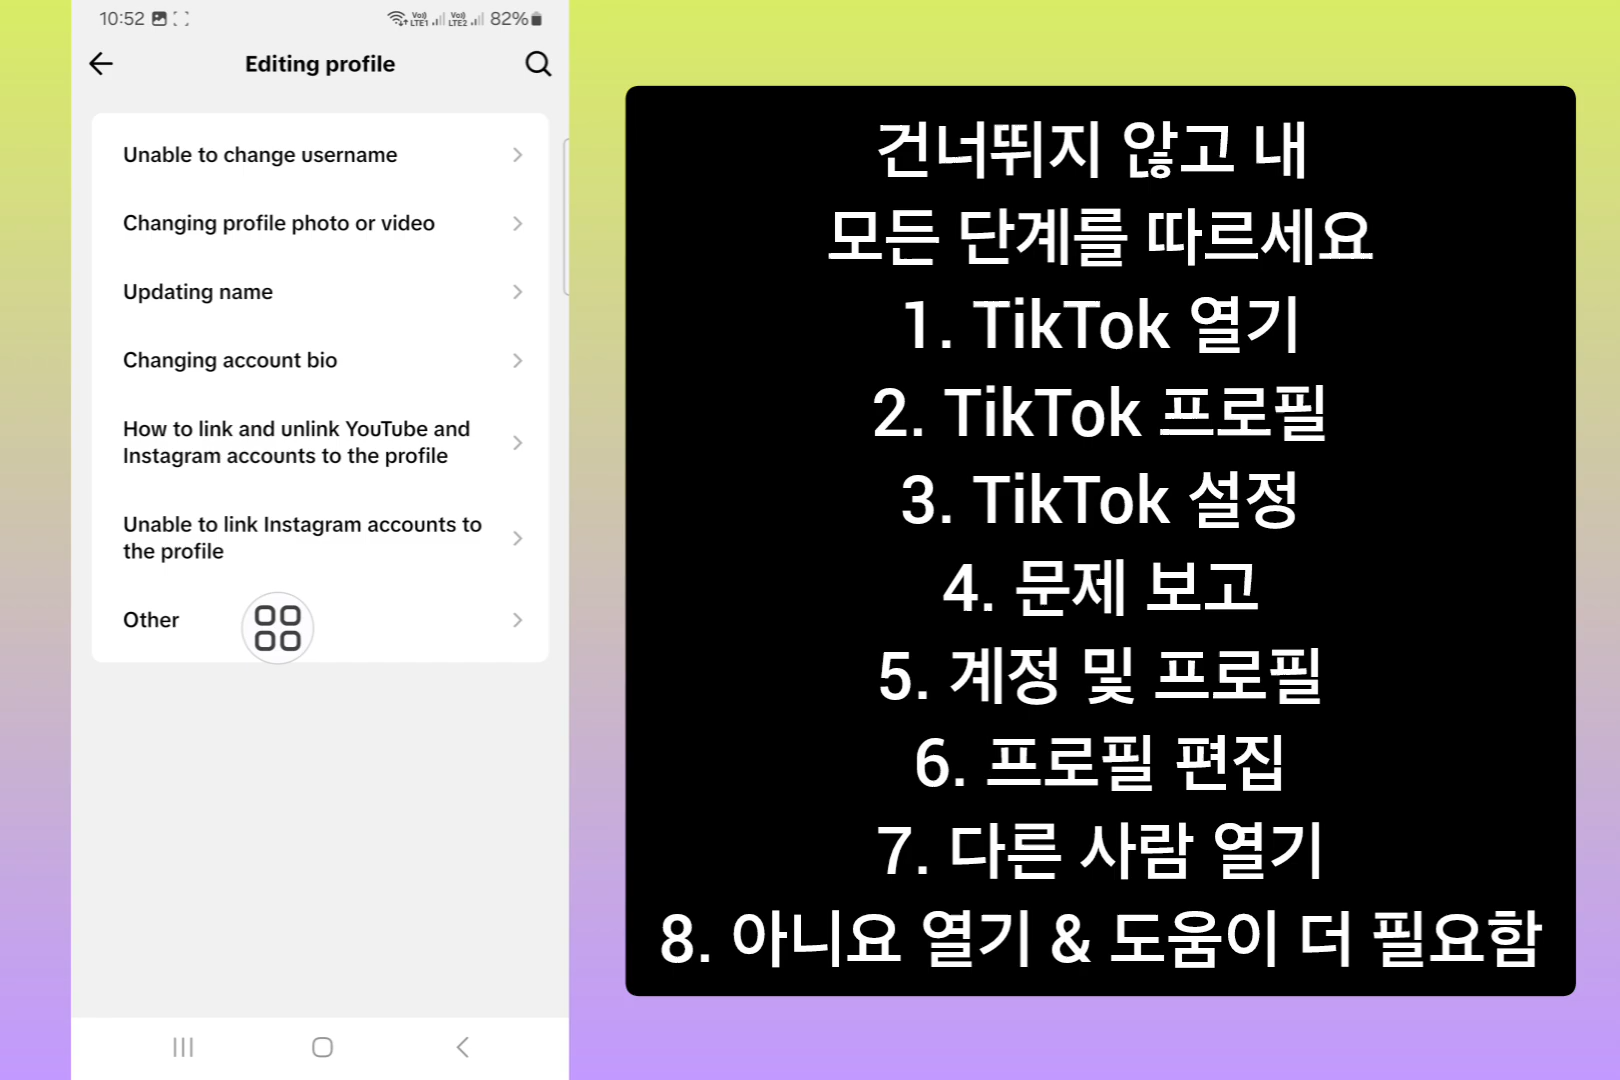 10:52
Vo)) LTE1 Vo)) LTE2 82%
Editing profile
Unable to change username
Changing profile photo or video
Updating name
Changing account bio
How to link and unlink YouTube and
Instagram accounts to the profile
Unable to link Instagram accounts to
the profile
Other
건너뛰지 않고 내
모든 단계를 따르세요
1. TikTok 열기
2. TikTok 프로필
3. TikTok 설정
4. 문제 보고
5. 계정 및 프로필
6. 프로필 편집
7. 다른 사람 열기
8. 아니요 열기 & 도움이 더 필요함